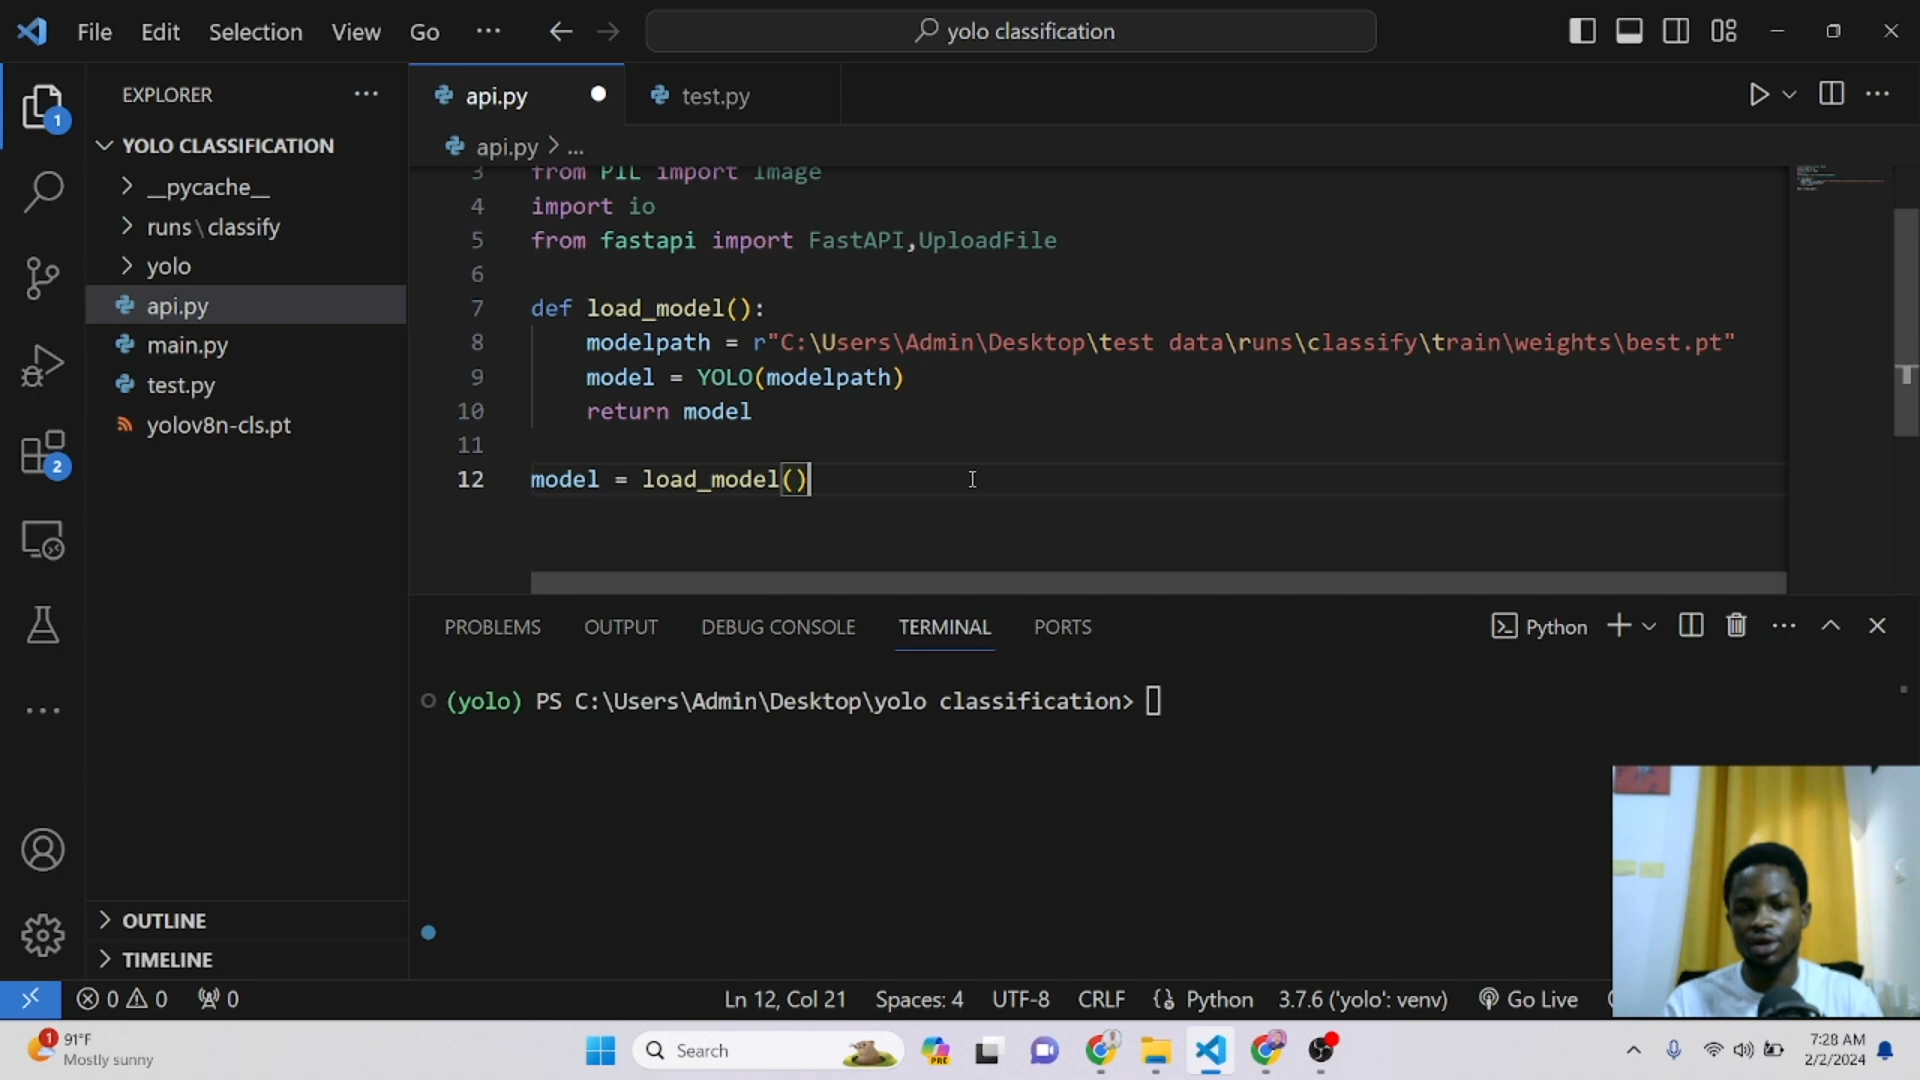 File Edit Selection View Go ...
yolo classification
EXPLORER ...
api.py
test.py
YOLO CLASSIFICATION
__pycache__
runs\classify
yolo
api.py
main.py
test.py
yolov8n-cls.pt
OUTLINE
TIMELINE
1
2
api.py > ...
3 from PIL import Image
4 import io
5 from fastapi import FastAPI,UploadFile
6
7 def load_model():
8 modelpath = r"C:\Users\Admin\Desktop\test data\runs\classify\train\weights\best.pt"
9 model = YOLO(modelpath)
10 return model
11
12 model = load_model()
PROBLEMS OUTPUT DEBUG CONSOLE TERMINAL PORTS
Python
(yolo) PS C:\Users\Admin\Desktop\yolo classification>
0 0 0
Ln 12, Col 21 Spaces: 4 UTF-8 CRLF {} Python 3.7.6 ('yolo': venv) Go Live
1
91°F
Mostly sunny
Search
PRE
7:28 AM
2/2/2024